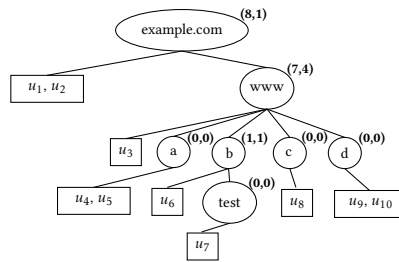 (8,1)
example.com
(7,4)
u1, u2
www
(0,0) (1,1) (0,0) (0,0)
u3 a b c d
(0,0)
u4, u5 u6 test u8 u9, u10
u7